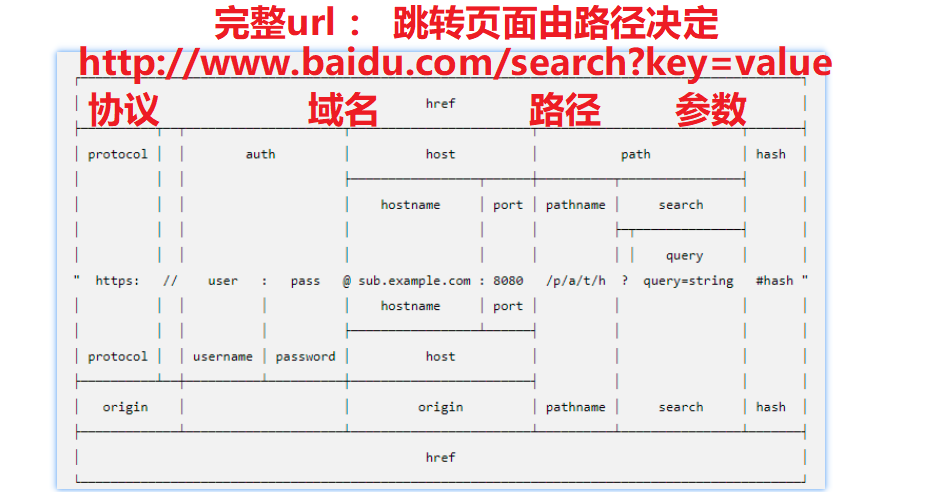 完整url： 跳转页面由路径决定
http://www.baidu.com/search?key=value
协议 域名 路径 参数
href
protocol auth host path hash
hostname port pathname search
query
" https: // user : pass @ sub.example.com : 8080 /p/a/t/h ? query=string #hash "
hostname port
protocol username password host
origin origin pathname search hash
href